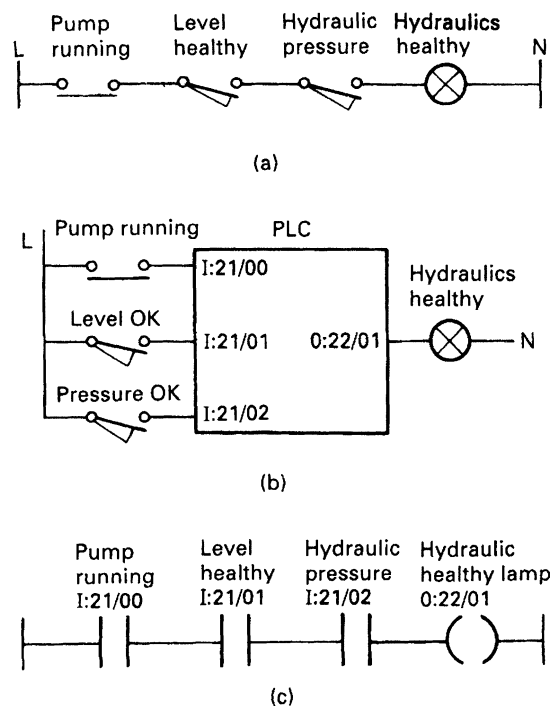 Pump running
Level healthy
Hydraulic pressure
Hydraulics healthy
L
N
(a)
Pump running
PLC
L
I:21/00
Hydraulics healthy
Level OK
I:21/01
0:22/01
N
Pressure OK
I:21/02
(b)
Pump running
I:21/00
Level healthy
I:21/01
Hydraulic pressure
I:21/02
Hydraulic healthy lamp
0:22/01
(c)